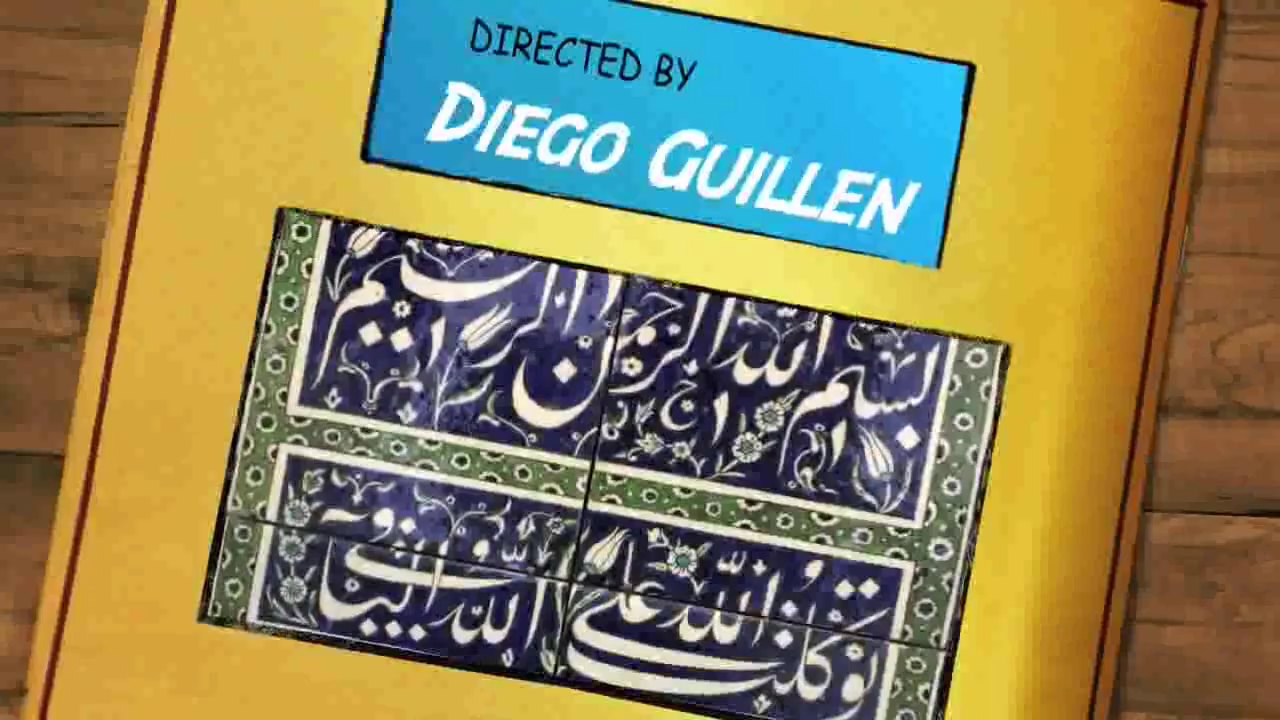 DIRECTED BY
DIEGO GUILLEN
بسم الله الرحمن الرحيم
توكلت على الله